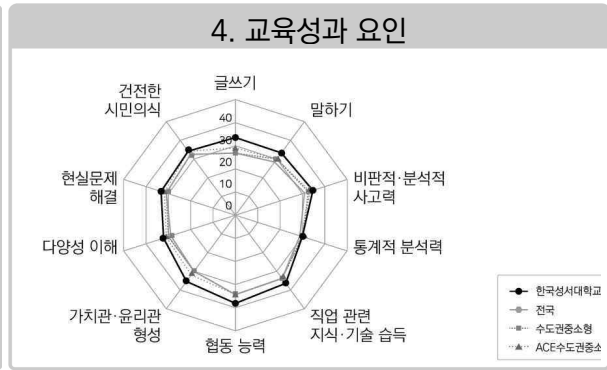 4. 교육성과 요인
글쓰기
말하기
비판적·분석적
사고력
통계적 분석력
직업 관련
지식·기술 습득
협동 능력
가치관·윤리관
형성
다양성 이해
현실문제
해결
건전한
시민의식
40
30
20
10
0
한국성서대학교
전국
수도권중소형
ACE수도권중소